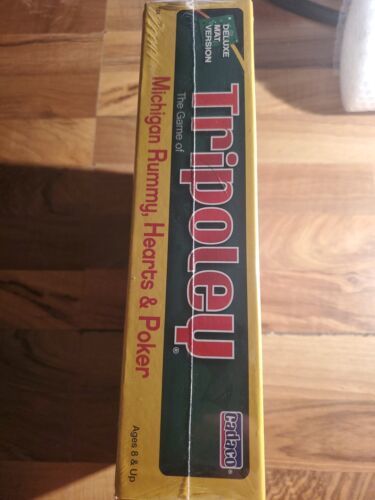 DELUXE
MAT
VERSION
Tripoley®
The Game of
Michigan Rummy, Hearts & Poker
cadaco®
Ages 8 & Up